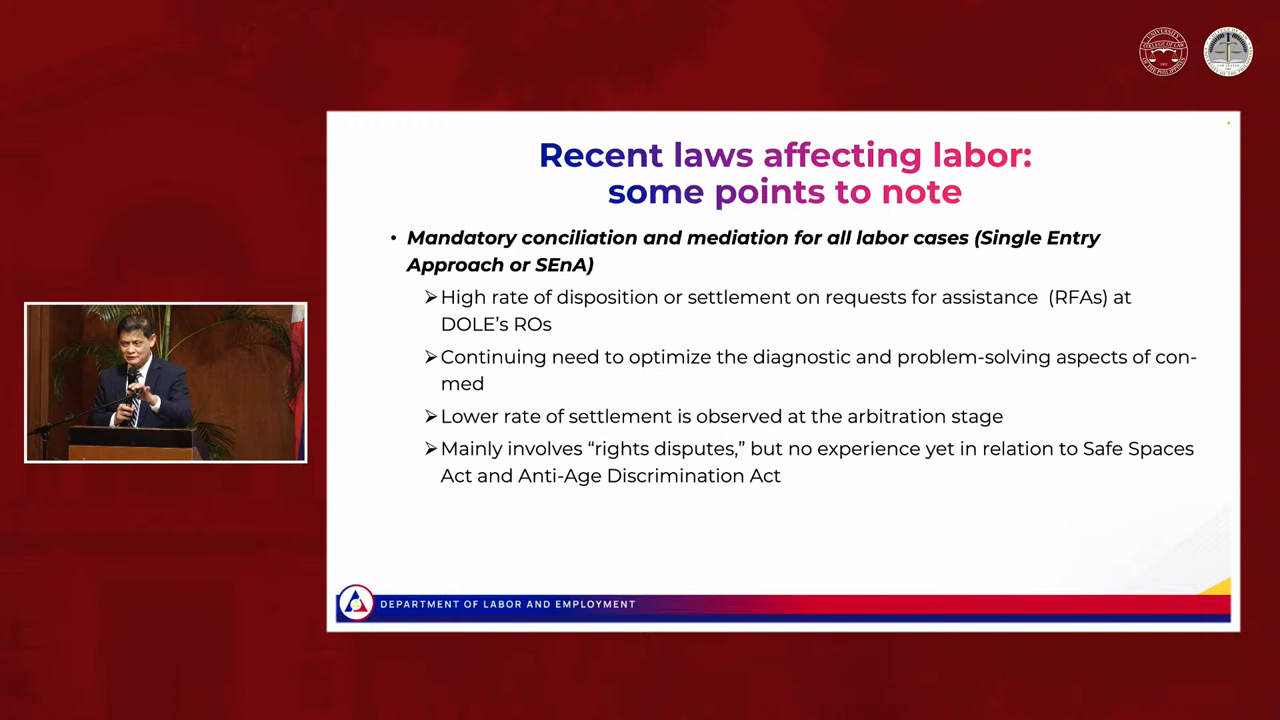 Recent laws affecting labor:
some points to note
• Mandatory conciliation and mediation for all labor cases (Single Entry
Approach or SEnA)
➢High rate of disposition or settlement on requests for assistance (RFAs) at
DOLE’s ROs
➢Continuing need to optimize the diagnostic and problem-solving aspects of con-
med
➢Lower rate of settlement is observed at the arbitration stage
➢Mainly involves “rights disputes,” but no experience yet in relation to Safe Spaces
Act and Anti-Age Discrimination Act
DEPARTMENT OF LABOR AND EMPLOYMENT